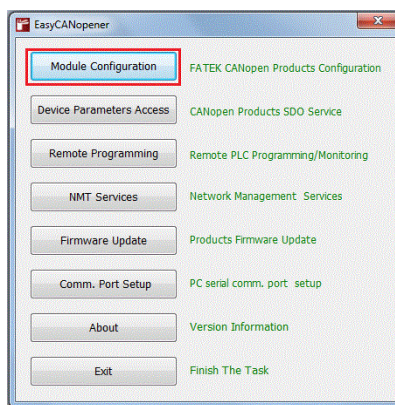 EasyCANopener
Module Configuration FATEK CANopen Products Configuration
Device Parameters Access CANopen Products SDO Service
Remote Programming Remote PLC Programming/Monitoring
NMT Services Network Management Services
Firmware Update Products Firmware Update
Comm. Port Setup PC serial comm. port setup
About Version Information
Exit Finish The Task